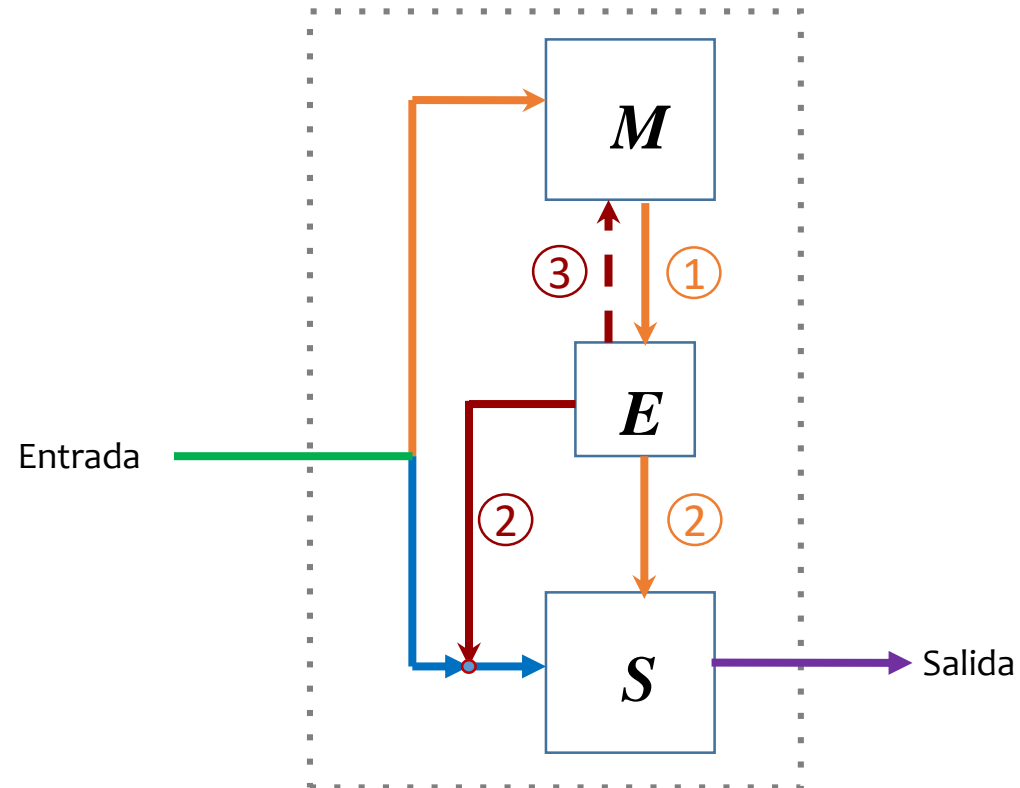 M
③ ①
E
Entrada
② ②
S
Salida